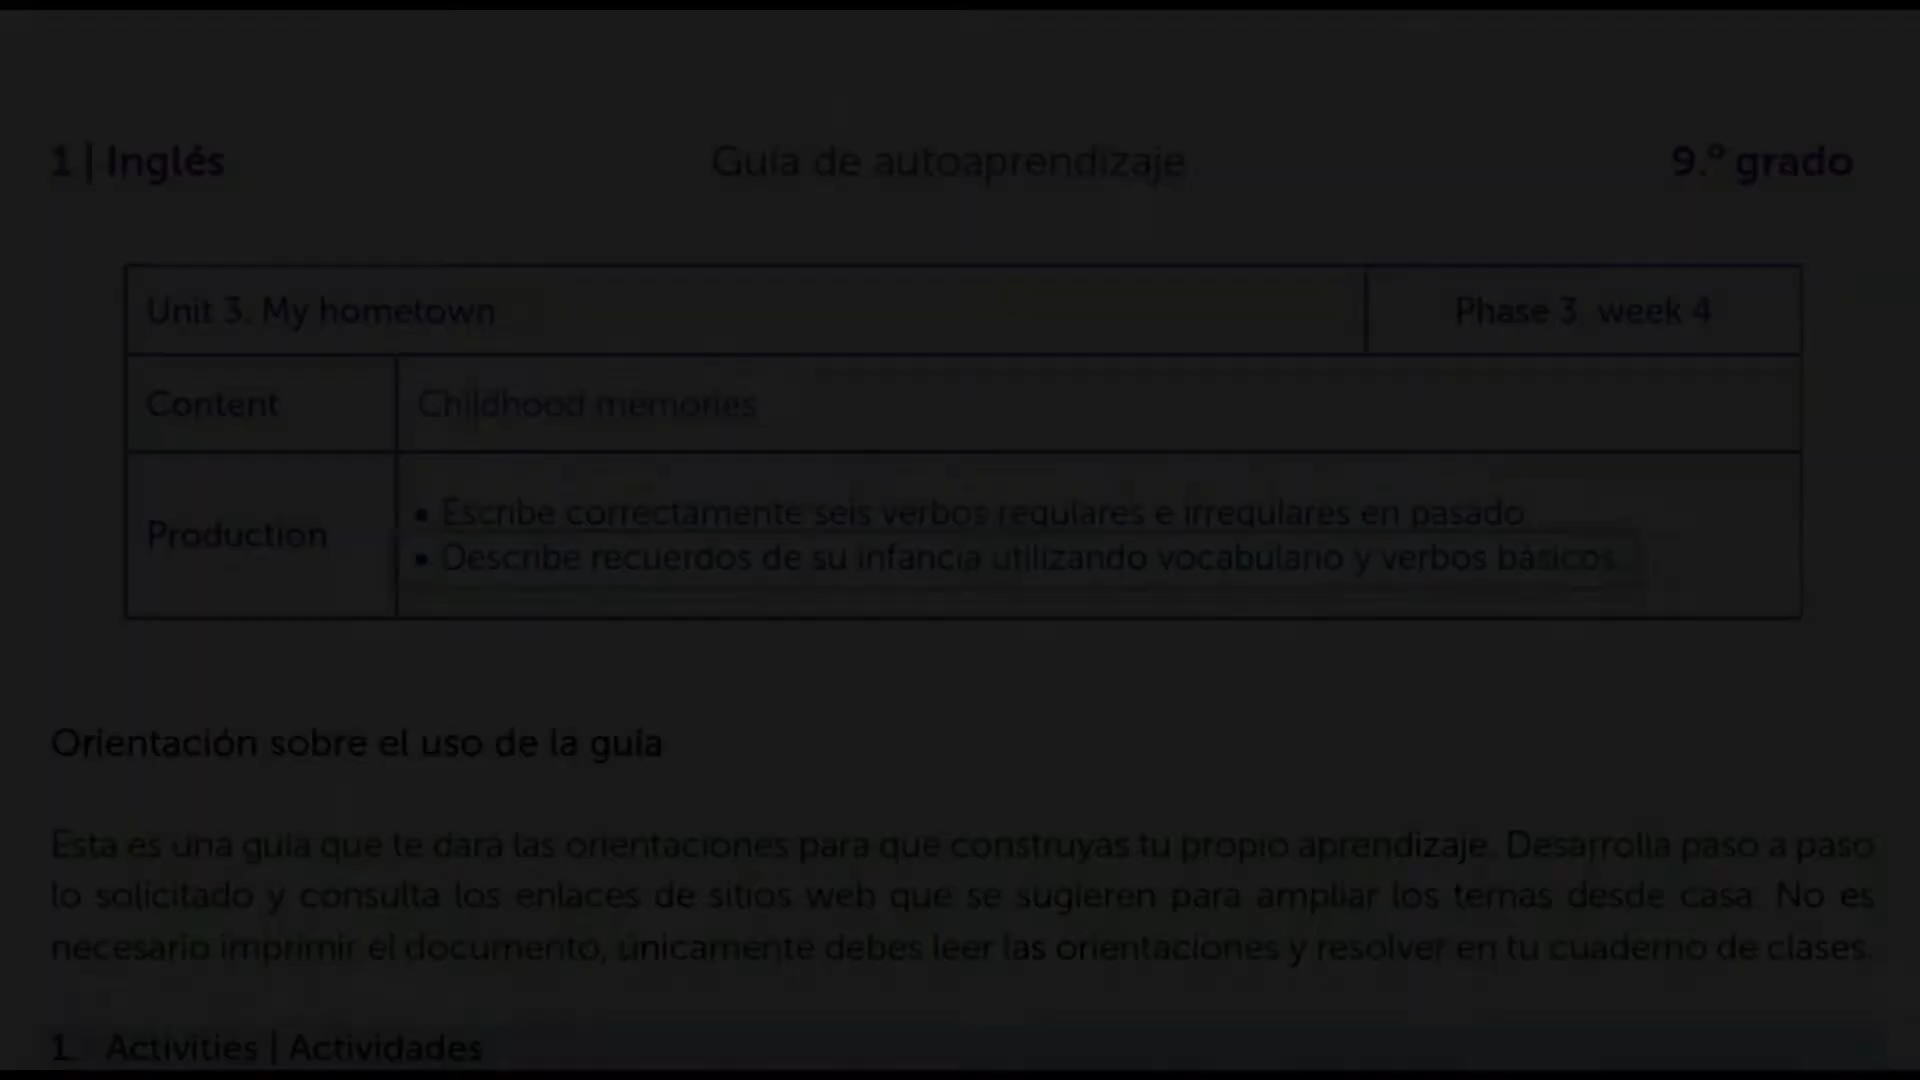 1 | Inglés
Guía de autoaprendizaje
9.º grado
Unit 3. My hometown
Phase 3, week 4
Content
Childhood memories
Production
• Escribe correctamente seis verbos regulares e irregulares en pasado
• Describe recuerdos de su infancia utilizando vocabulario y verbos básicos.
Orientación sobre el uso de la guía
Esta es una guía que te dará las orientaciones para que construyas tu propio aprendizaje. Desarrolla paso a paso
lo solicitado y consulta los enlaces de sitios web que se sugieren para ampliar los temas desde casa. No es
necesario imprimir el documento, únicamente debes leer las orientaciones y resolver en tu cuaderno de clases.
1. Activities | Actividades